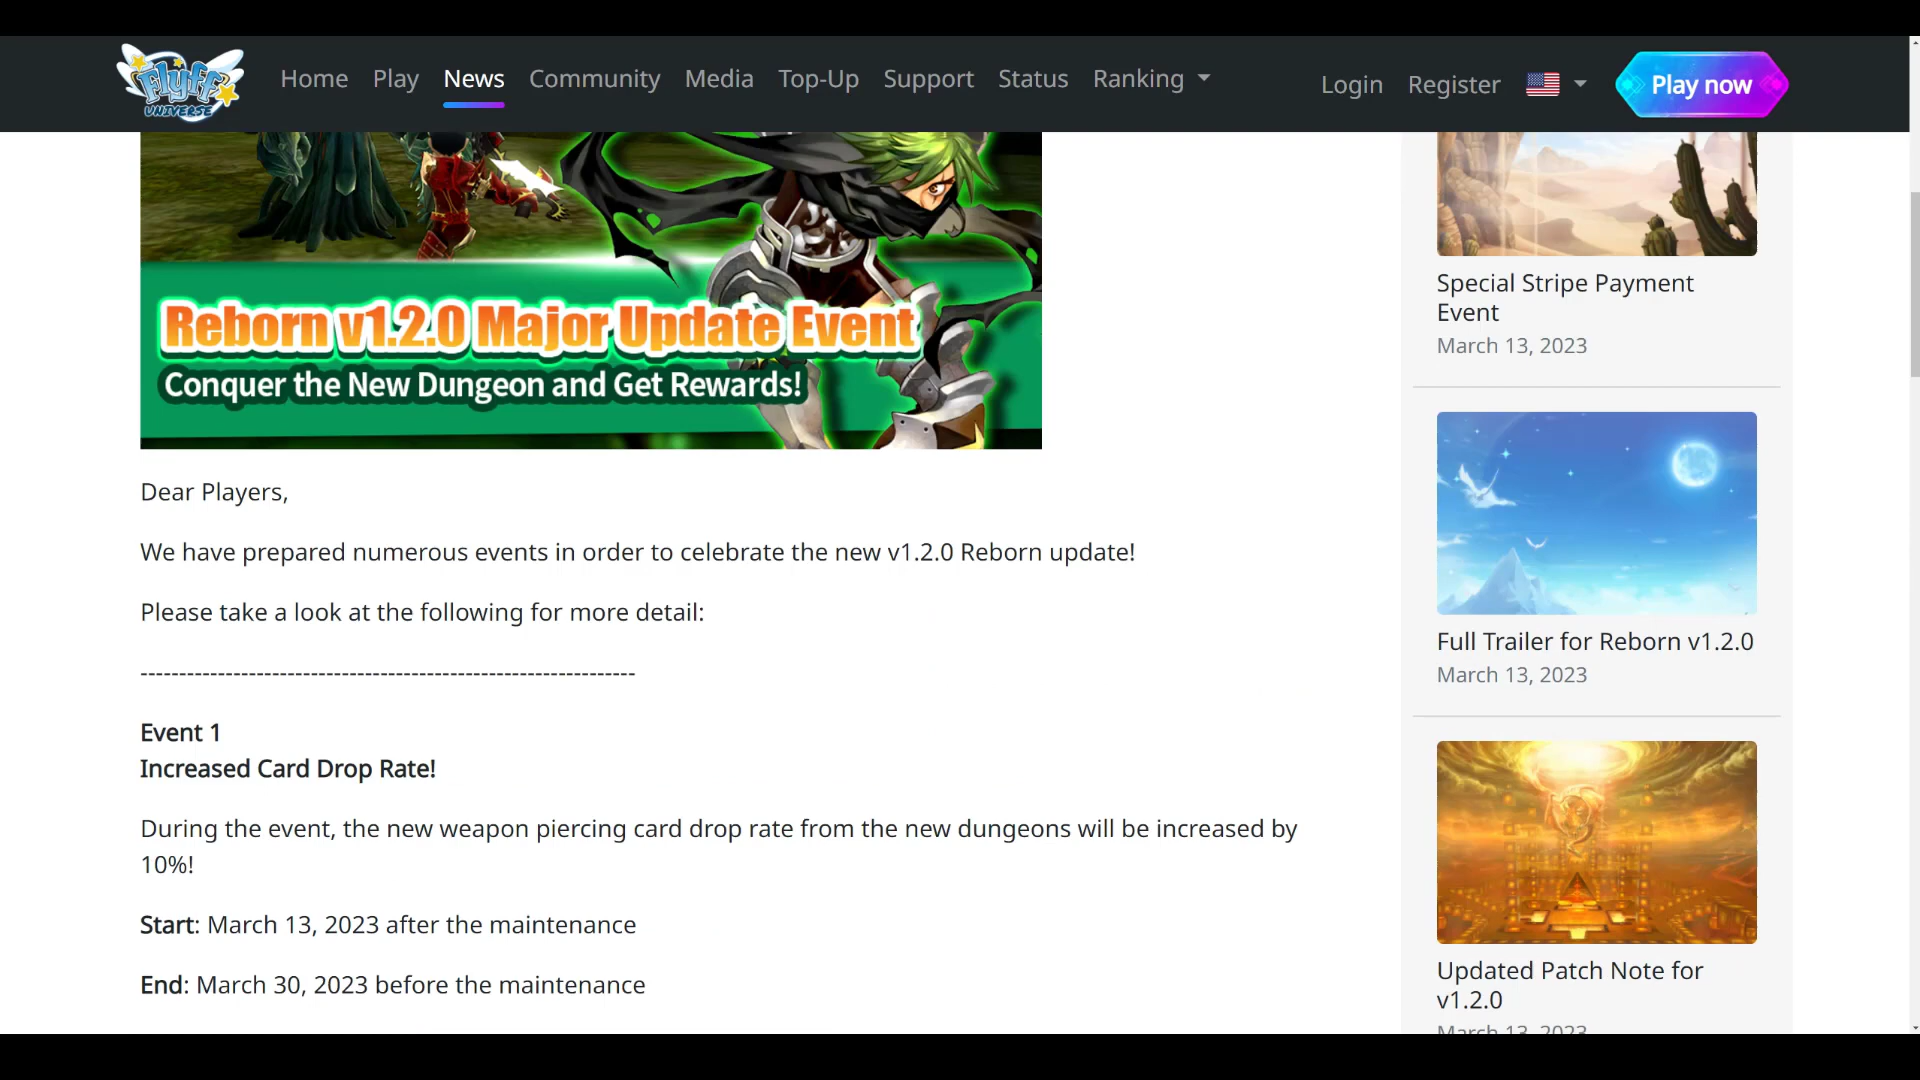 Flyff
UNIVERSE
Home Play News Community Media Top-Up Support Status Ranking Login Register Play now
Reborn v1.2.0 Major Update Event
Conquer the New Dungeon and Get Rewards!
Dear Players,
We have prepared numerous events in order to celebrate the new v1.2.0 Reborn update!
Please take a look at the following for more detail:
----------------------------------------------------------------
Event 1
Increased Card Drop Rate!
During the event, the new weapon piercing card drop rate from the new dungeons will be increased by
10%!
Start: March 13, 2023 after the maintenance
End: March 30, 2023 before the maintenance
Special Stripe Payment
Event
March 13, 2023
Full Trailer for Reborn v1.2.0
March 13, 2023
Updated Patch Note for
v1.2.0
March 13, 2023